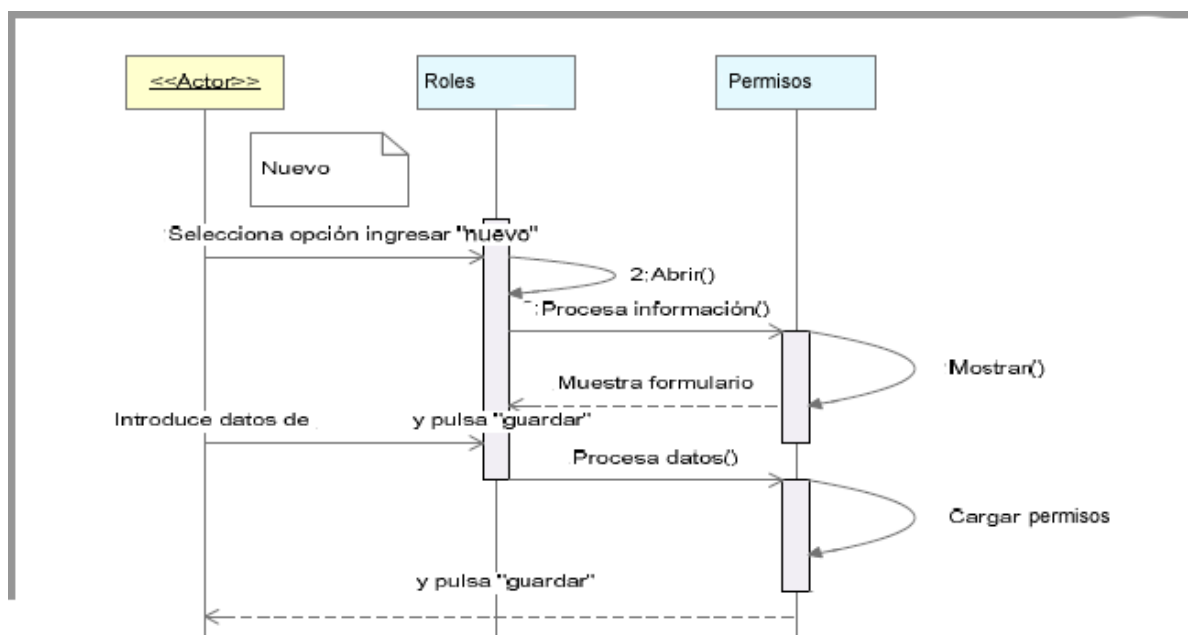 <<Actor>>
Roles
Permisos
Nuevo
Selecciona opción ingresar "nuevo"
2:Abrir()
:Procesa información()
Mostrar()
Muestra formulario
Introduce datos de y pulsa "guardar"
Procesa datos()
Cargar permisos
y pulsa "guardar"